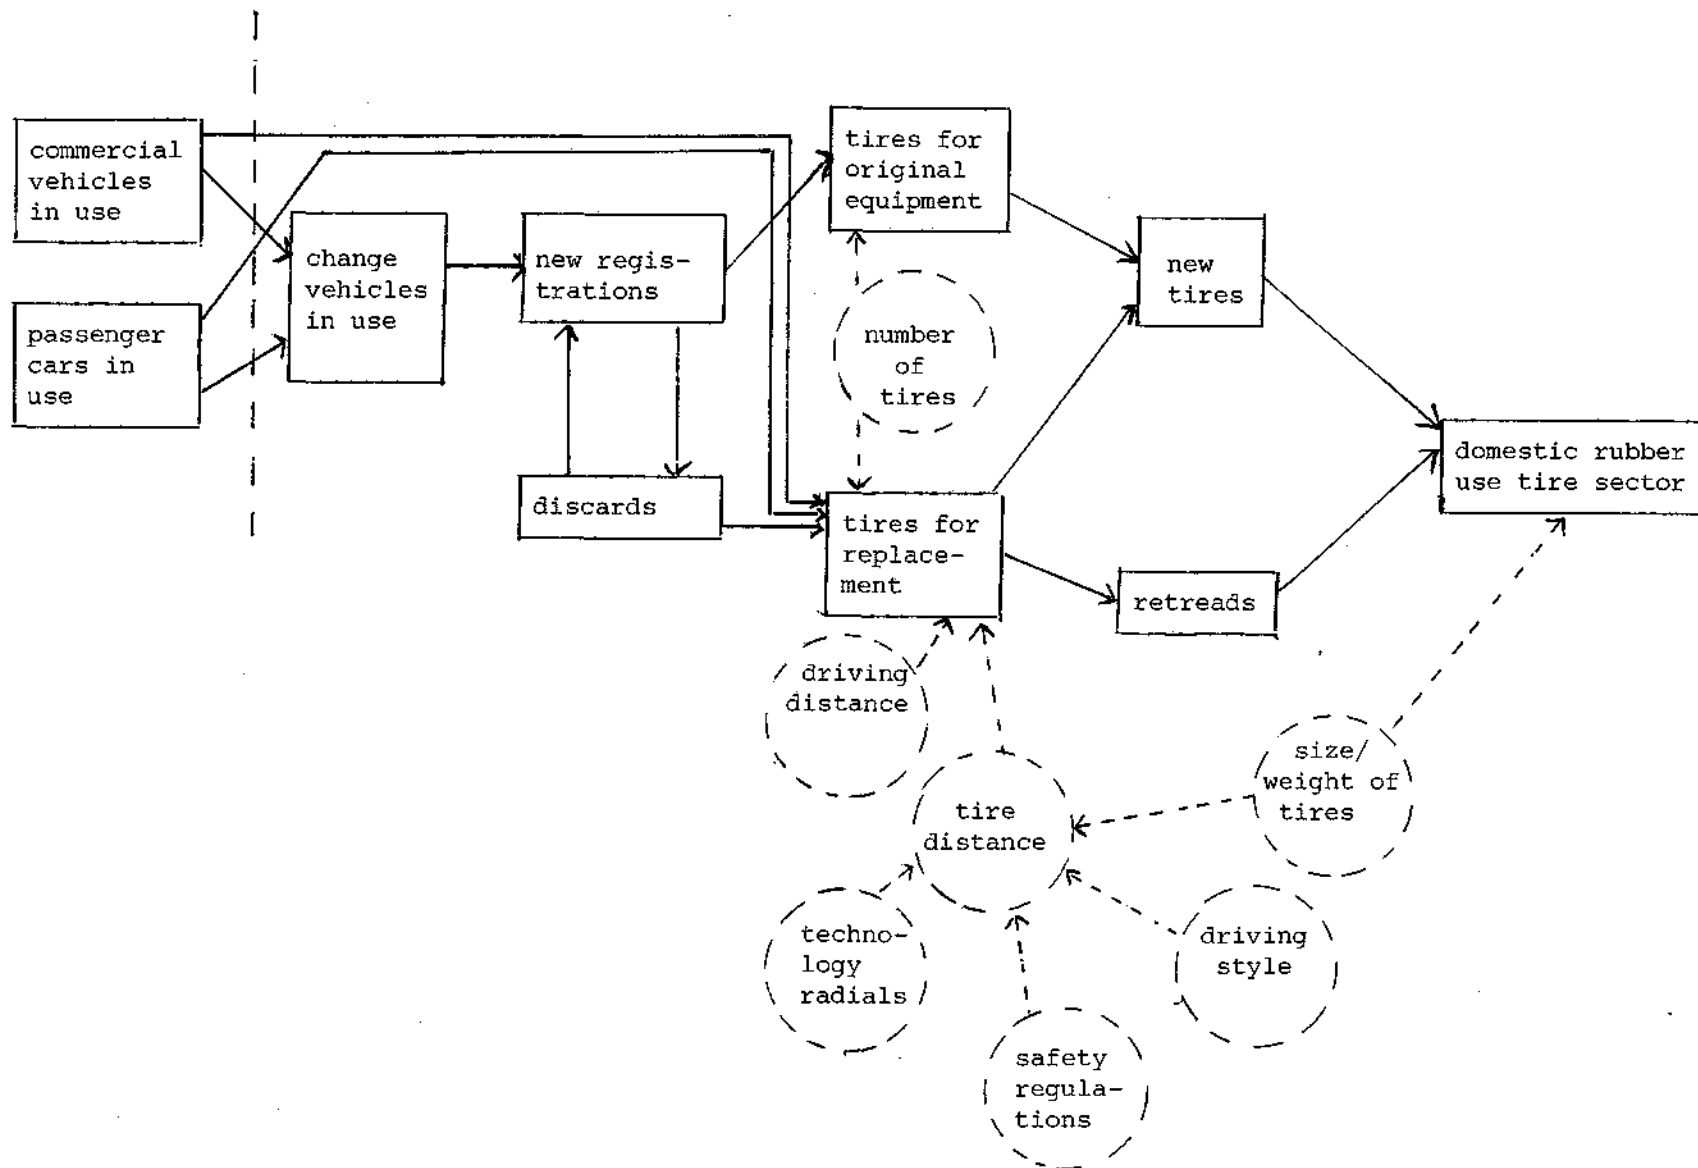 commercial
vehicles
in use
passenger
cars in
use
change
vehicles
in use
new regis-
trations
discards
tires for
original
equipment
number
of
tires
tires for
replace-
ment
new
tires
retreads
domestic rubber
use tire sector
driving
distance
tire
distance
size/
weight of
tires
techno-
logy
radials
safety
regula-
tions
driving
style